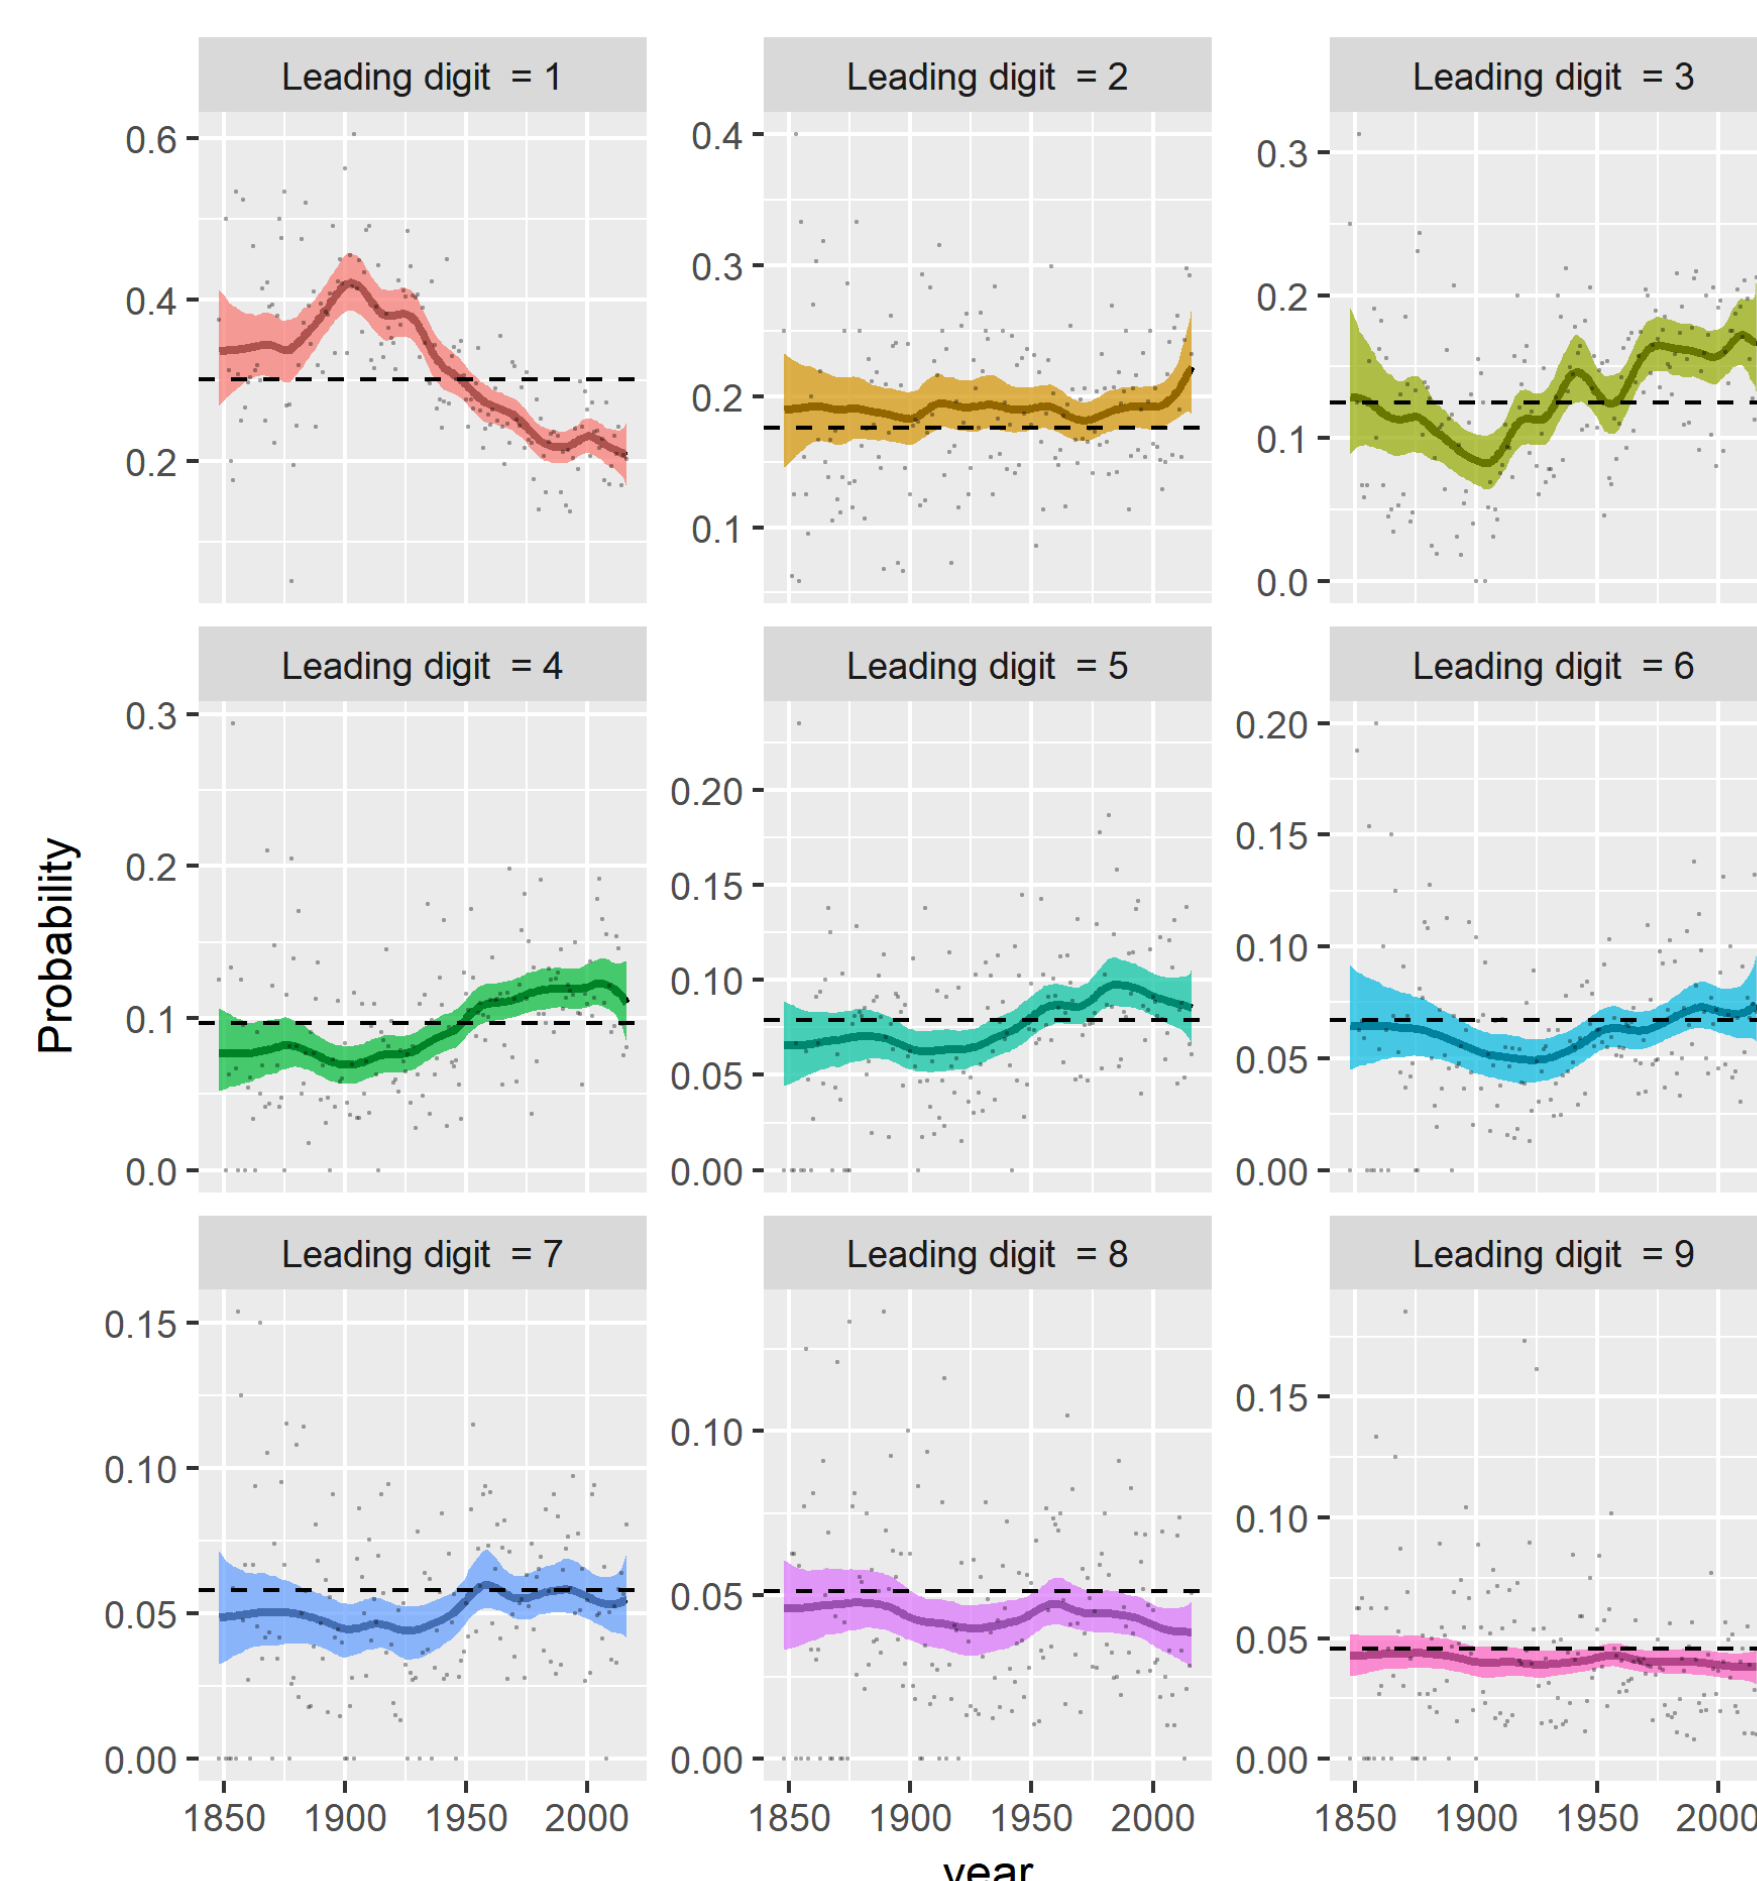 Leading digit = 1
Leading digit = 2
Leading digit = 3
0.6
0.4
0.2
0.4
0.3
0.2
0.1
0.3
0.2
0.1
0.0
Leading digit = 4
Leading digit = 5
Leading digit = 6
0.3
0.2
0.1
0.0
0.20
0.15
0.10
0.05
0.00
0.20
0.15
0.10
0.05
0.00
Probability
Leading digit = 7
Leading digit = 8
Leading digit = 9
0.15
0.10
0.05
0.00
0.10
0.05
0.00
0.15
0.10
0.05
0.00
1850 1900 1950 2000
1850 1900 1950 2000
1850 1900 1950 2000
year